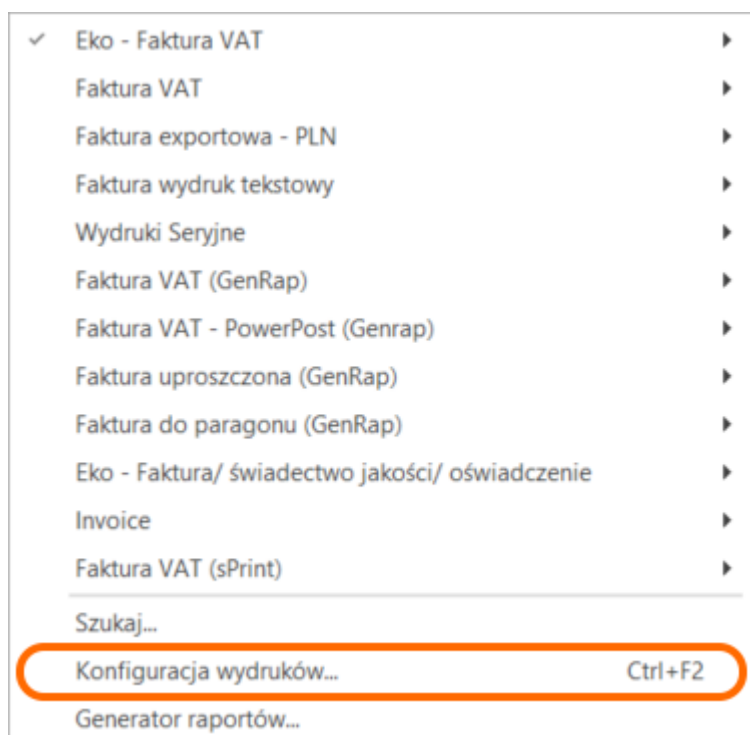 Eko - Faktura VAT
Faktura VAT
Faktura exportowa - PLN
Faktura wydruk tekstowy
Wydruki Seryjne
Faktura VAT (GenRap)
Faktura VAT - PowerPost (Genrap)
Faktura uproszczona (GenRap)
Faktura do paragonu (GenRap)
Eko - Faktura/ świadectwo jakości/ oświadczenie
Invoice
Faktura VAT (sPrint)
Szukaj...
Konfiguracja wydruków... Ctrl+F2
Generator raportów...